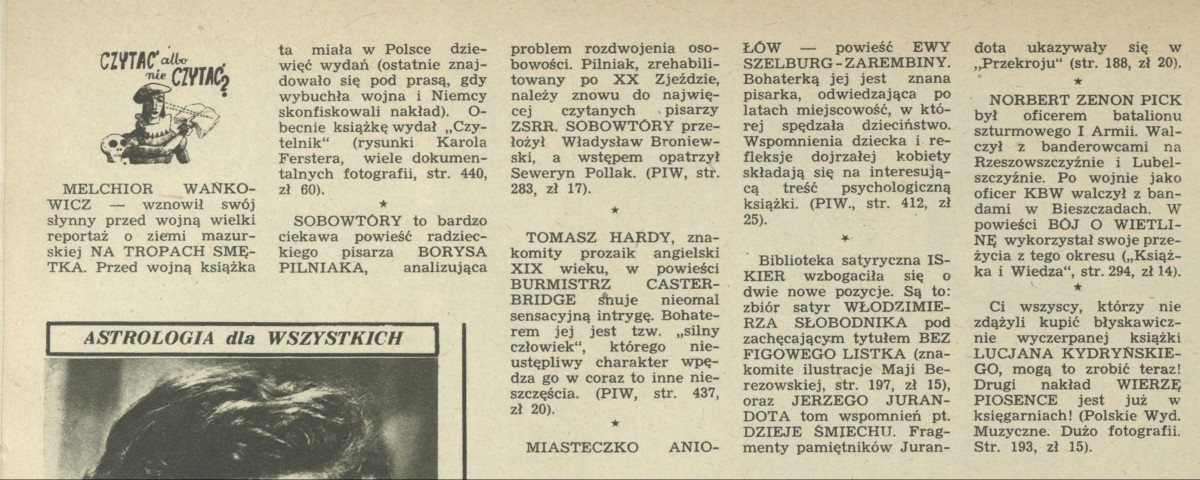 CZYTAĆ albo
nie CZYTAĆ?
MELCHIOR WAŃKO-
WICZ — wznowił swój
słynny przed wojną wielki
reportaż o ziemi mazur-
skiej NA TROPACH SMĘ-
TKA. Przed wojną książka
ta miała w Polsce dzie-
więć wydań (ostatnie znaj-
dowało się pod prasą, gdy
wybuchła wojna i Niemcy
skonfiskowali nakład). O-
becnie książkę wydał „Czy-
telnik“ (rysunki Karola
Ferstera, wiele dokumen-
talnych fotografii, str. 440,
zł 60).
★
SOBOWTÓRY to bardzo
ciekawa powieść radziec-
kiego pisarza BORYSA
PILNIAKA, analizująca
problem rozdwojenia oso-
bowości. Pilniak, zrehabili-
towany po XX Zjeździe,
należy znowu do najwię-
cej czytanych pisarzy
ZSRR. SOBOWTÓRY prze-
łożył Władysław Broniew-
ski, a wstępem opatrzył
Seweryn Pollak. (PIW, str.
283, zł 17).
★
TOMASZ HARDY, zna-
komity prozaik angielski
XIX wieku, w powieści
BURMISTRZ CASTER-
BRIDGE snuje nieomal
sensacyjną intrygę. Bohate-
rem jej jest tzw. „silny
człowiek“, którego nie-
ustępliwy charakter wpę-
dza go w coraz to inne nie-
szczęścia. (PIW, str. 437,
zł 20).
★
MIASTECZKO ANIO-
ŁÓW — powieść EWY
SZELBURG-ZAREMBINY.
Bohaterką jej jest znana
pisarka, odwiedzająca po
latach miejscowość, w któ-
rej spędzała dzieciństwo.
Wspomnienia dziecka i re-
fleksje dojrzałej kobiety
składają się na interesują-
cą treść psychologiczną
książki. (PIW., str. 412, zł
25).
★
Biblioteka satyryczna IS-
KIER wzbogaciła się o
dwie nowe pozycje. Są to:
zbiór satyr WŁODZIMIE-
RZA SŁOBODNIKA pod
zachęcającym tytułem BEZ
FIGOWEGO LISTKA (zna-
komite ilustracje Maji Be-
rezowskiej, str. 197, zł 15),
oraz JERZEGO JURAN-
DOTA tom wspomnień pt.
DZIEJE ŚMIECHU. Frag-
menty pamiętników Juran-
dota ukazywały się w
„Przekroju“ (str. 188, zł 20).
★
NORBERT ZENON PICK
był oficerem batalionu
szturmowego I Armii. Wal-
czył z banderowcami na
Rzeszowszczyźnie i Lubel-
szczyźnie. Po wojnie jako
oficer KBW walczył z ban-
dami w Bieszczadach. W
powieści BÓJ O WIETLI-
NĘ wykorzystał swoje prze-
życia z tego okresu („Książ-
ka i Wiedza“, str. 294, zł 14).
★
Ci wszyscy, którzy nie
zdążyli kupić błyskawicz-
nie wyczerpanej książki
LUCJANA KYDRYŃSKIE-
GO, mogą to zrobić teraz!
Drugi nakład WIERZĘ
PIOSENCE jest już w
księgarniach! (Polskie Wyd.
Muzyczne. Dużo fotografii.
Str. 193, zł 15).
ASTROLOGIA dla WSZYSTKICH